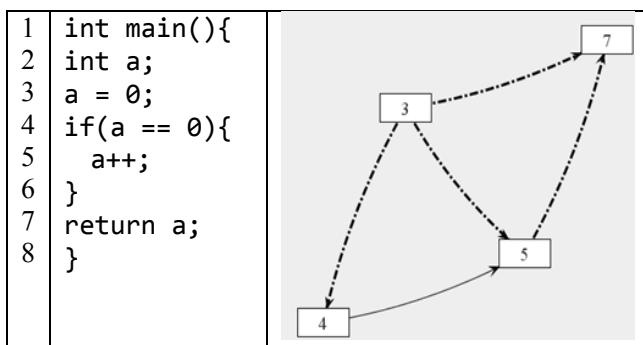 1 int main(){
2 int a;
3 a = 0;
4 if(a == 0){
5 a++;
6 }
7 return a;
8 }
7
3
5
4